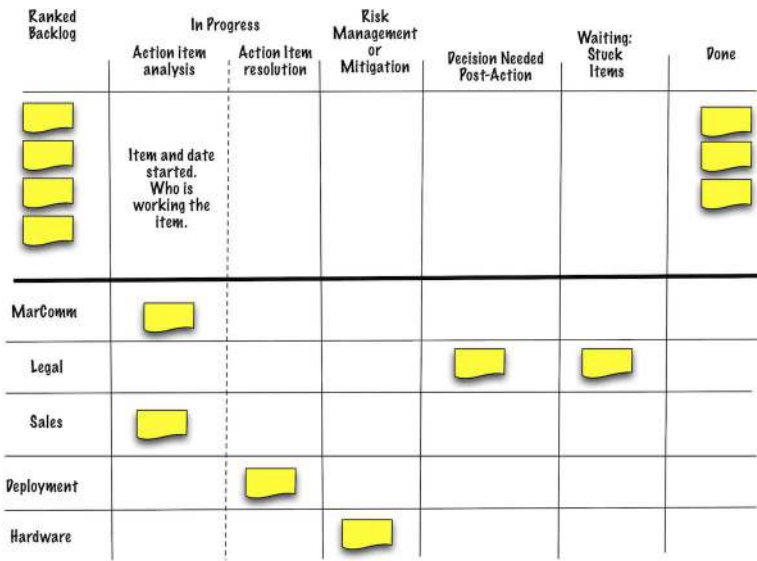 Ranked
Backlog
In Progress
Action item
analysis
Action Item
resolution
Risk
Management
or
Mitigation
Decision Needed
Post-Action
Waiting:
Stuck
Items
Done
Item and date
started.
Who is
working the
item.
MarComm
Legal
Sales
Deployment
Hardware